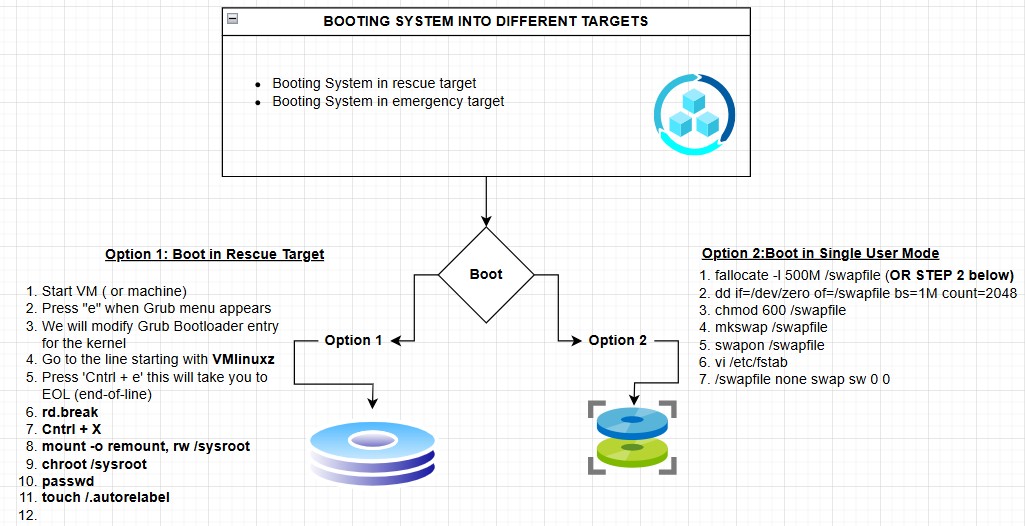 BOOTING SYSTEM INTO DIFFERENT TARGETS
• Booting System in rescue target
• Booting System in emergency target
Boot
Option 1
Option 2
Option 1: Boot in Rescue Target
1. Start VM ( or machine)
2. Press "e" when Grub menu appears
3. We will modify Grub Bootloader entry
for the kernel
4. Go to the line starting with VMlinuxz
5. Press 'Cntrl + e' this will take you to
EOL (end-of-line)
6. rd.break
7. Cntrl + X
8. mount -o remount, rw /sysroot
9. chroot /sysroot
10. passwd
11. touch /.autorelabel
12.
Option 2:Boot in Single User Mode
1. fallocate -l 500M /swapfile (OR STEP 2 below)
2. dd if=/dev/zero of=/swapfile bs=1M count=2048
3. chmod 600 /swapfile
4. mkswap /swapfile
5. swapon /swapfile
6. vi /etc/fstab
7. /swapfile none swap sw 0 0